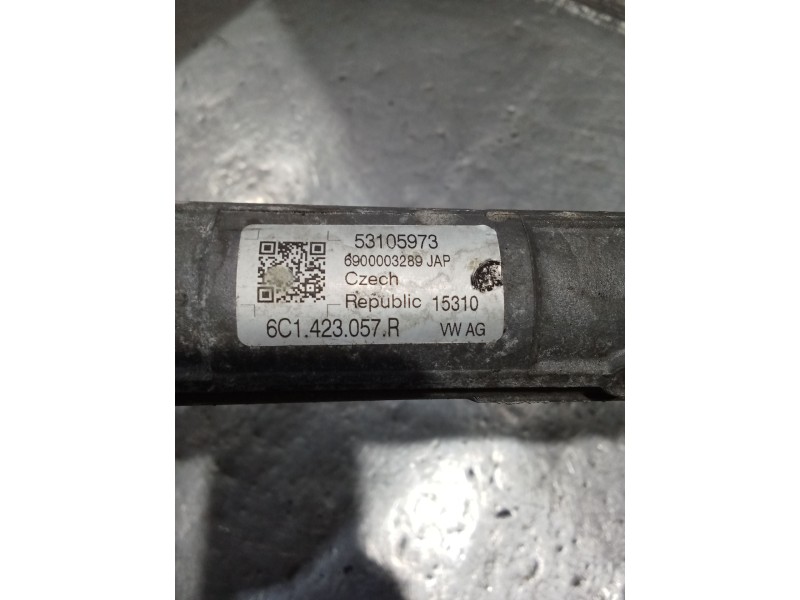 53105973
6900003289 JAP
Czech
Republic 15310
6C1.423.057.R VW AG